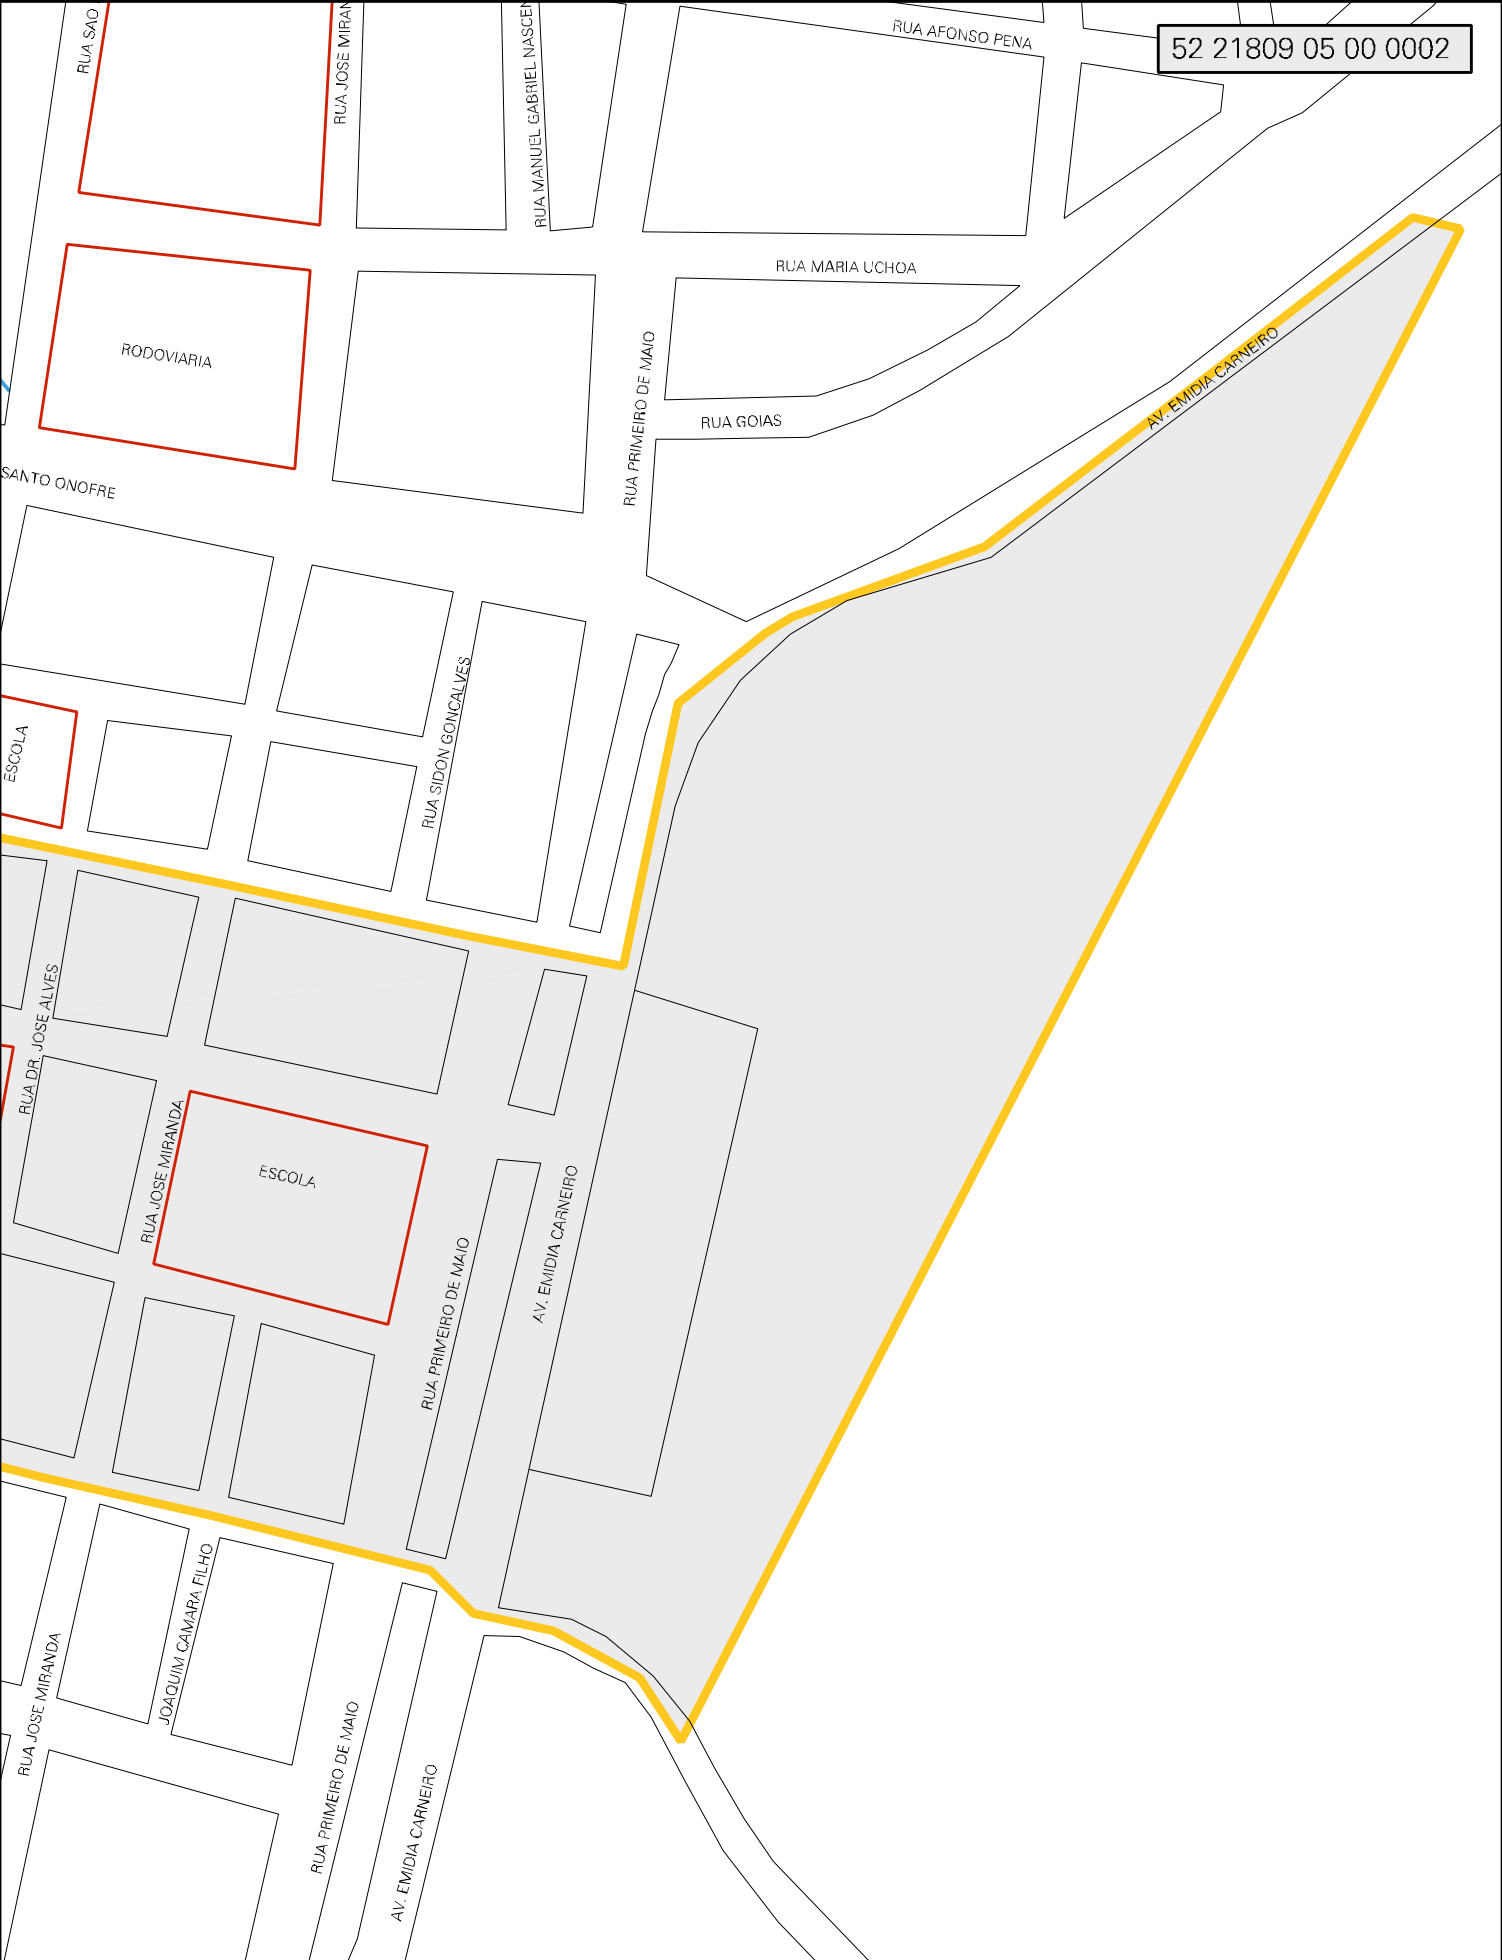 RUA SAO
RUA JOSE MIRAN
RUA MANUEL GABRIEL NASCEN
RUA AFONSO PENA
52 21809 05 00 0002
RUA MARIA UCHOA
RODOVIARIA
RUA PRIMEIRO DE MAIO
AV. EMIDIA CARNEIRO
RUA GOIAS
SANTO ONOFRE
RUA SIDON GONCALVES
ESCOLA
RUA DR. JOSE ALVES
RUA JOSE MIRANDA
ESCOLA
RUA PRIMEIRO DE MAIO
AV. EMIDIA CARNEIRO
JOAQUIM CAMARA FILHO
RUA JOSE MIRANDA
RUA PRIMEIRO DE MAIO
AV. EMIDIA CARNEIRO